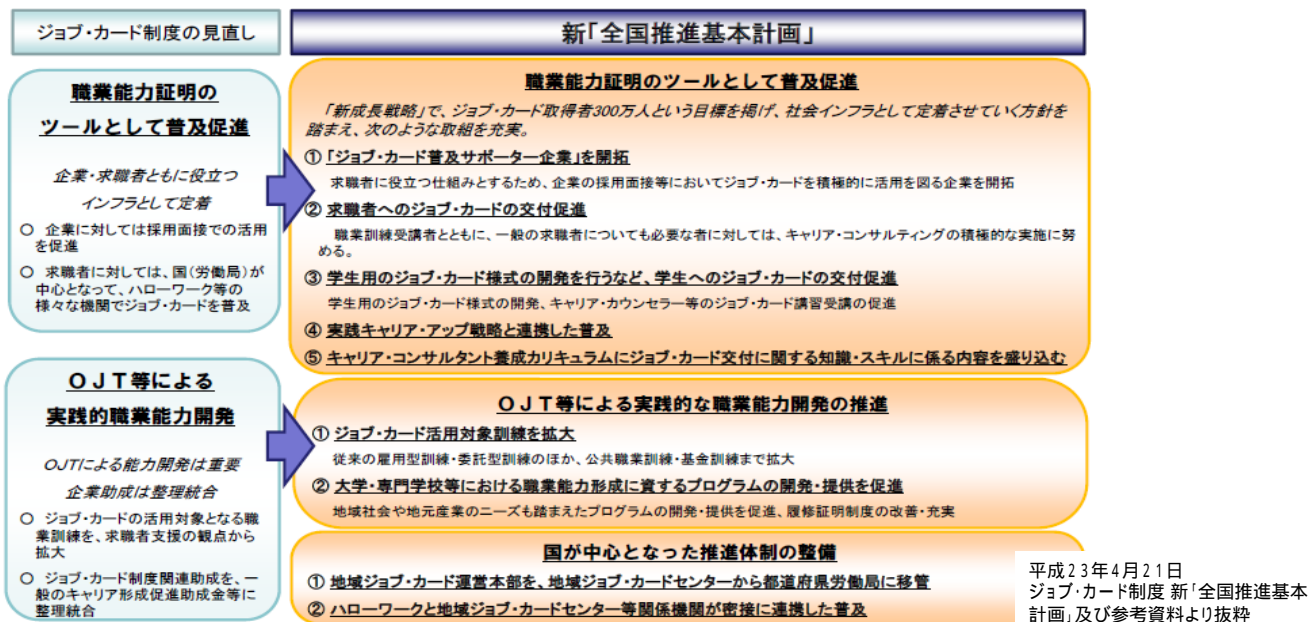 ジョブ・カード制度の見直し
新「全国推進基本計画」
職業能力証明の
ツールとして普及促進
企業・求職者ともに役立つ
インフラとして定着
○ 企業に対しては採用面接での活用
を促進
○ 求職者に対しては、国(労働局)が
中心となって、ハローワーク等の
様々な機関でジョブ・カードを普及
職業能力証明のツールとして普及促進
「新成長戦略」で、ジョブ・カード取得者300万人という目標を掲げ、社会インフラとして定着させていく方針を
踏まえ、次のような取組を充実。
① 「ジョブ・カード普及サポーター企業」を開拓
求職者に役立つ仕組みとするため、企業の採用面接等においてジョブ・カードを積極的に活用を図る企業を開拓
② 求職者へのジョブ・カードの交付促進
職業訓練受講者とともに、一般の求職者についても必要な者に対しては、キャリア・コンサルティングの積極的な実施に努
める。
③ 学生用のジョブ・カード様式の開発を行うなど、学生へのジョブ・カードの交付促進
学生用のジョブ・カード様式の開発、キャリア・カウンセラー等のジョブ・カード講習受講の促進
④ 実践キャリア・アップ戦略と連携した普及
⑤ キャリア・コンサルタント養成カリキュラムにジョブ・カード交付に関する知識・スキルに係る内容を盛り込む
OJT等による
実践的職業能力開発
OJTによる能力開発は重要
企業助成は整理統合
○ ジョブ・カードの活用対象となる職
業訓練を、求職者支援の観点から
拡大
○ ジョブ・カード制度関連助成を、一
般のキャリア形成促進助成金等に
整理統合
OJT等による実践的な職業能力開発の推進
① ジョブ・カード活用対象訓練を拡大
従来の雇用型訓練・委託型訓練のほか、公共職業訓練・基金訓練まで拡大
② 大学・専門学校等における職業能力形成に資するプログラムの開発・提供を促進
地域社会や地元産業のニーズも踏まえたプログラムの開発・提供を促進、履修証明制度の改善・充実
国が中心となった推進体制の整備
① 地域ジョブ・カード運営本部を、地域ジョブ・カードセンターから都道府県労働局に移管
② ハローワークと地域ジョブ・カードセンター等関係機関が密接に連携した普及
平成23年4月21日
ジョブ・カード制度 新「全国推進基本
計画」及び参考資料より抜粋